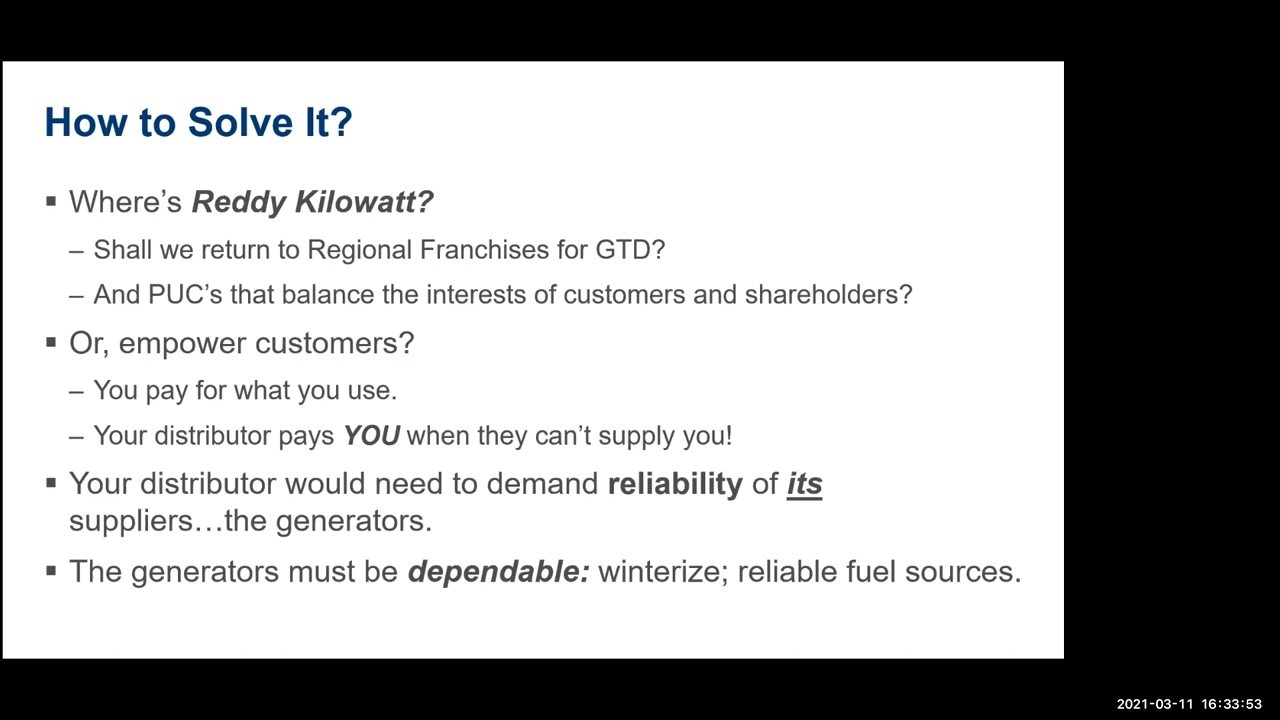 How to Solve It?
▪ Where's Reddy Kilowatt?
– Shall we return to Regional Franchises for GTD?
– And PUC's that balance the interests of customers and shareholders?
▪ Or, empower customers?
– You pay for what you use.
– Your distributor pays YOU when they can't supply you!
▪ Your distributor would need to demand reliability of its
suppliers…the generators.
▪ The generators must be dependable: winterize; reliable fuel sources.
2021-03-11 16:33:53